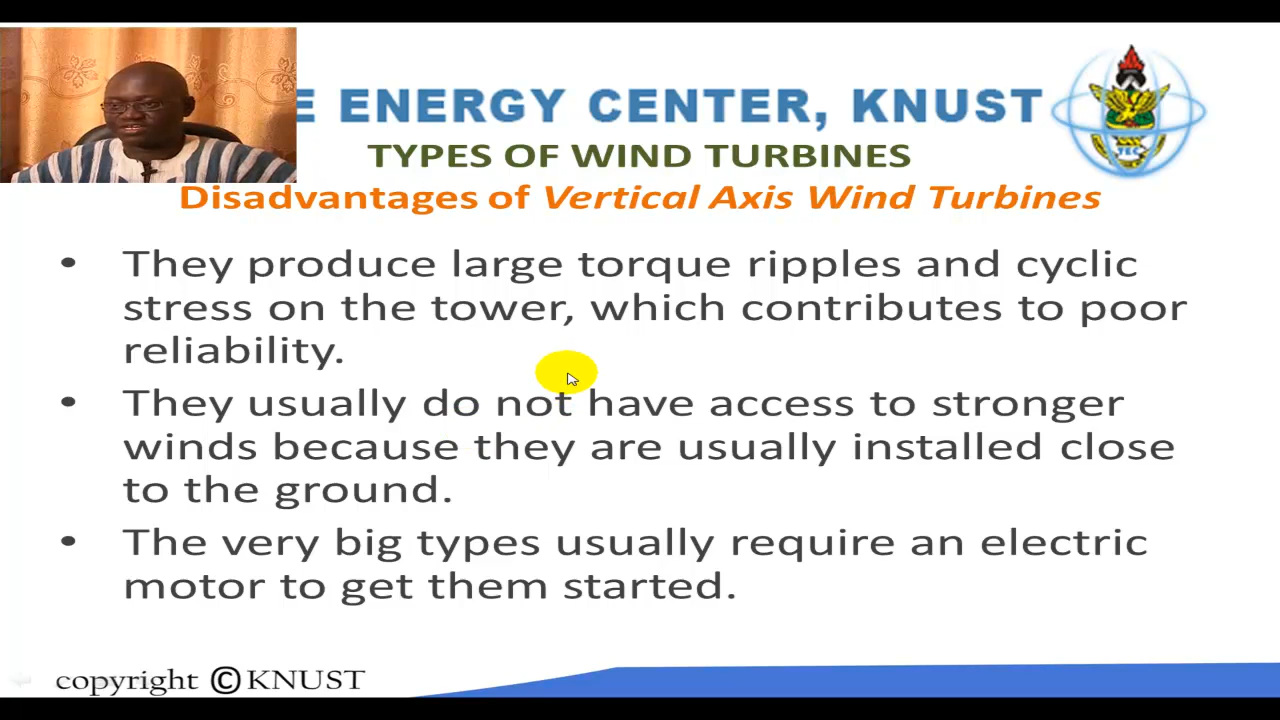 E ENERGY CENTER, KNUST
TEC
TYPES OF WIND TURBINES
Disadvantages of Vertical Axis Wind Turbines
• They produce large torque ripples and cyclic
stress on the tower, which contributes to poor
reliability.
• They usually do not have access to stronger
winds because they are usually installed close
to the ground.
• The very big types usually require an electric
motor to get them started.
copyright © KNUST